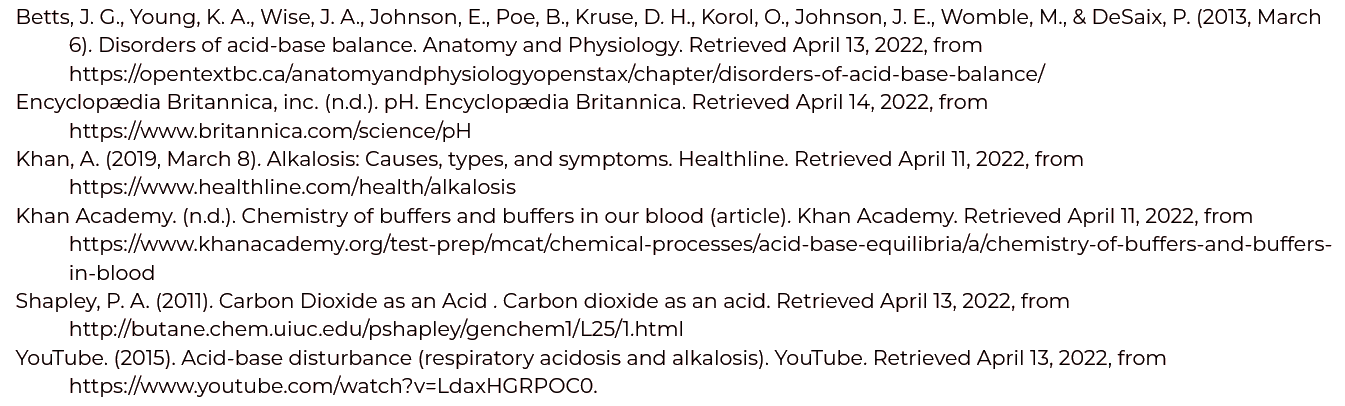 Betts, J. G., Young, K. A., Wise, J. A., Johnson, E., Poe, B., Kruse, D. H., Korol, O., Johnson, J. E., Womble, M., & DeSaix, P. (2013, March
6). Disorders of acid-base balance. Anatomy and Physiology. Retrieved April 13, 2022, from
https://opentextbc.ca/anatomyandphysiologyopenstax/chapter/disorders-of-acid-base-balance/
Encyclopædia Britannica, inc. (n.d.). pH. Encyclopædia Britannica. Retrieved April 14, 2022, from
https://www.britannica.com/science/pH
Khan, A. (2019, March 8). Alkalosis: Causes, types, and symptoms. Healthline. Retrieved April 11, 2022, from
https://www.healthline.com/health/alkalosis
Khan Academy. (n.d.). Chemistry of buffers and buffers in our blood (article). Khan Academy. Retrieved April 11, 2022, from
https://www.khanacademy.org/test-prep/mcat/chemical-processes/acid-base-equilibria/a/chemistry-of-buffers-and-buffers-
in-blood
Shapley, P. A. (2011). Carbon Dioxide as an Acid . Carbon dioxide as an acid. Retrieved April 13, 2022, from
http://butane.chem.uiuc.edu/pshapley/genchem1/L25/1.html
YouTube. (2015). Acid-base disturbance (respiratory acidosis and alkalosis). YouTube. Retrieved April 13, 2022, from
https://www.youtube.com/watch?v=LdaxHGRPOC0.